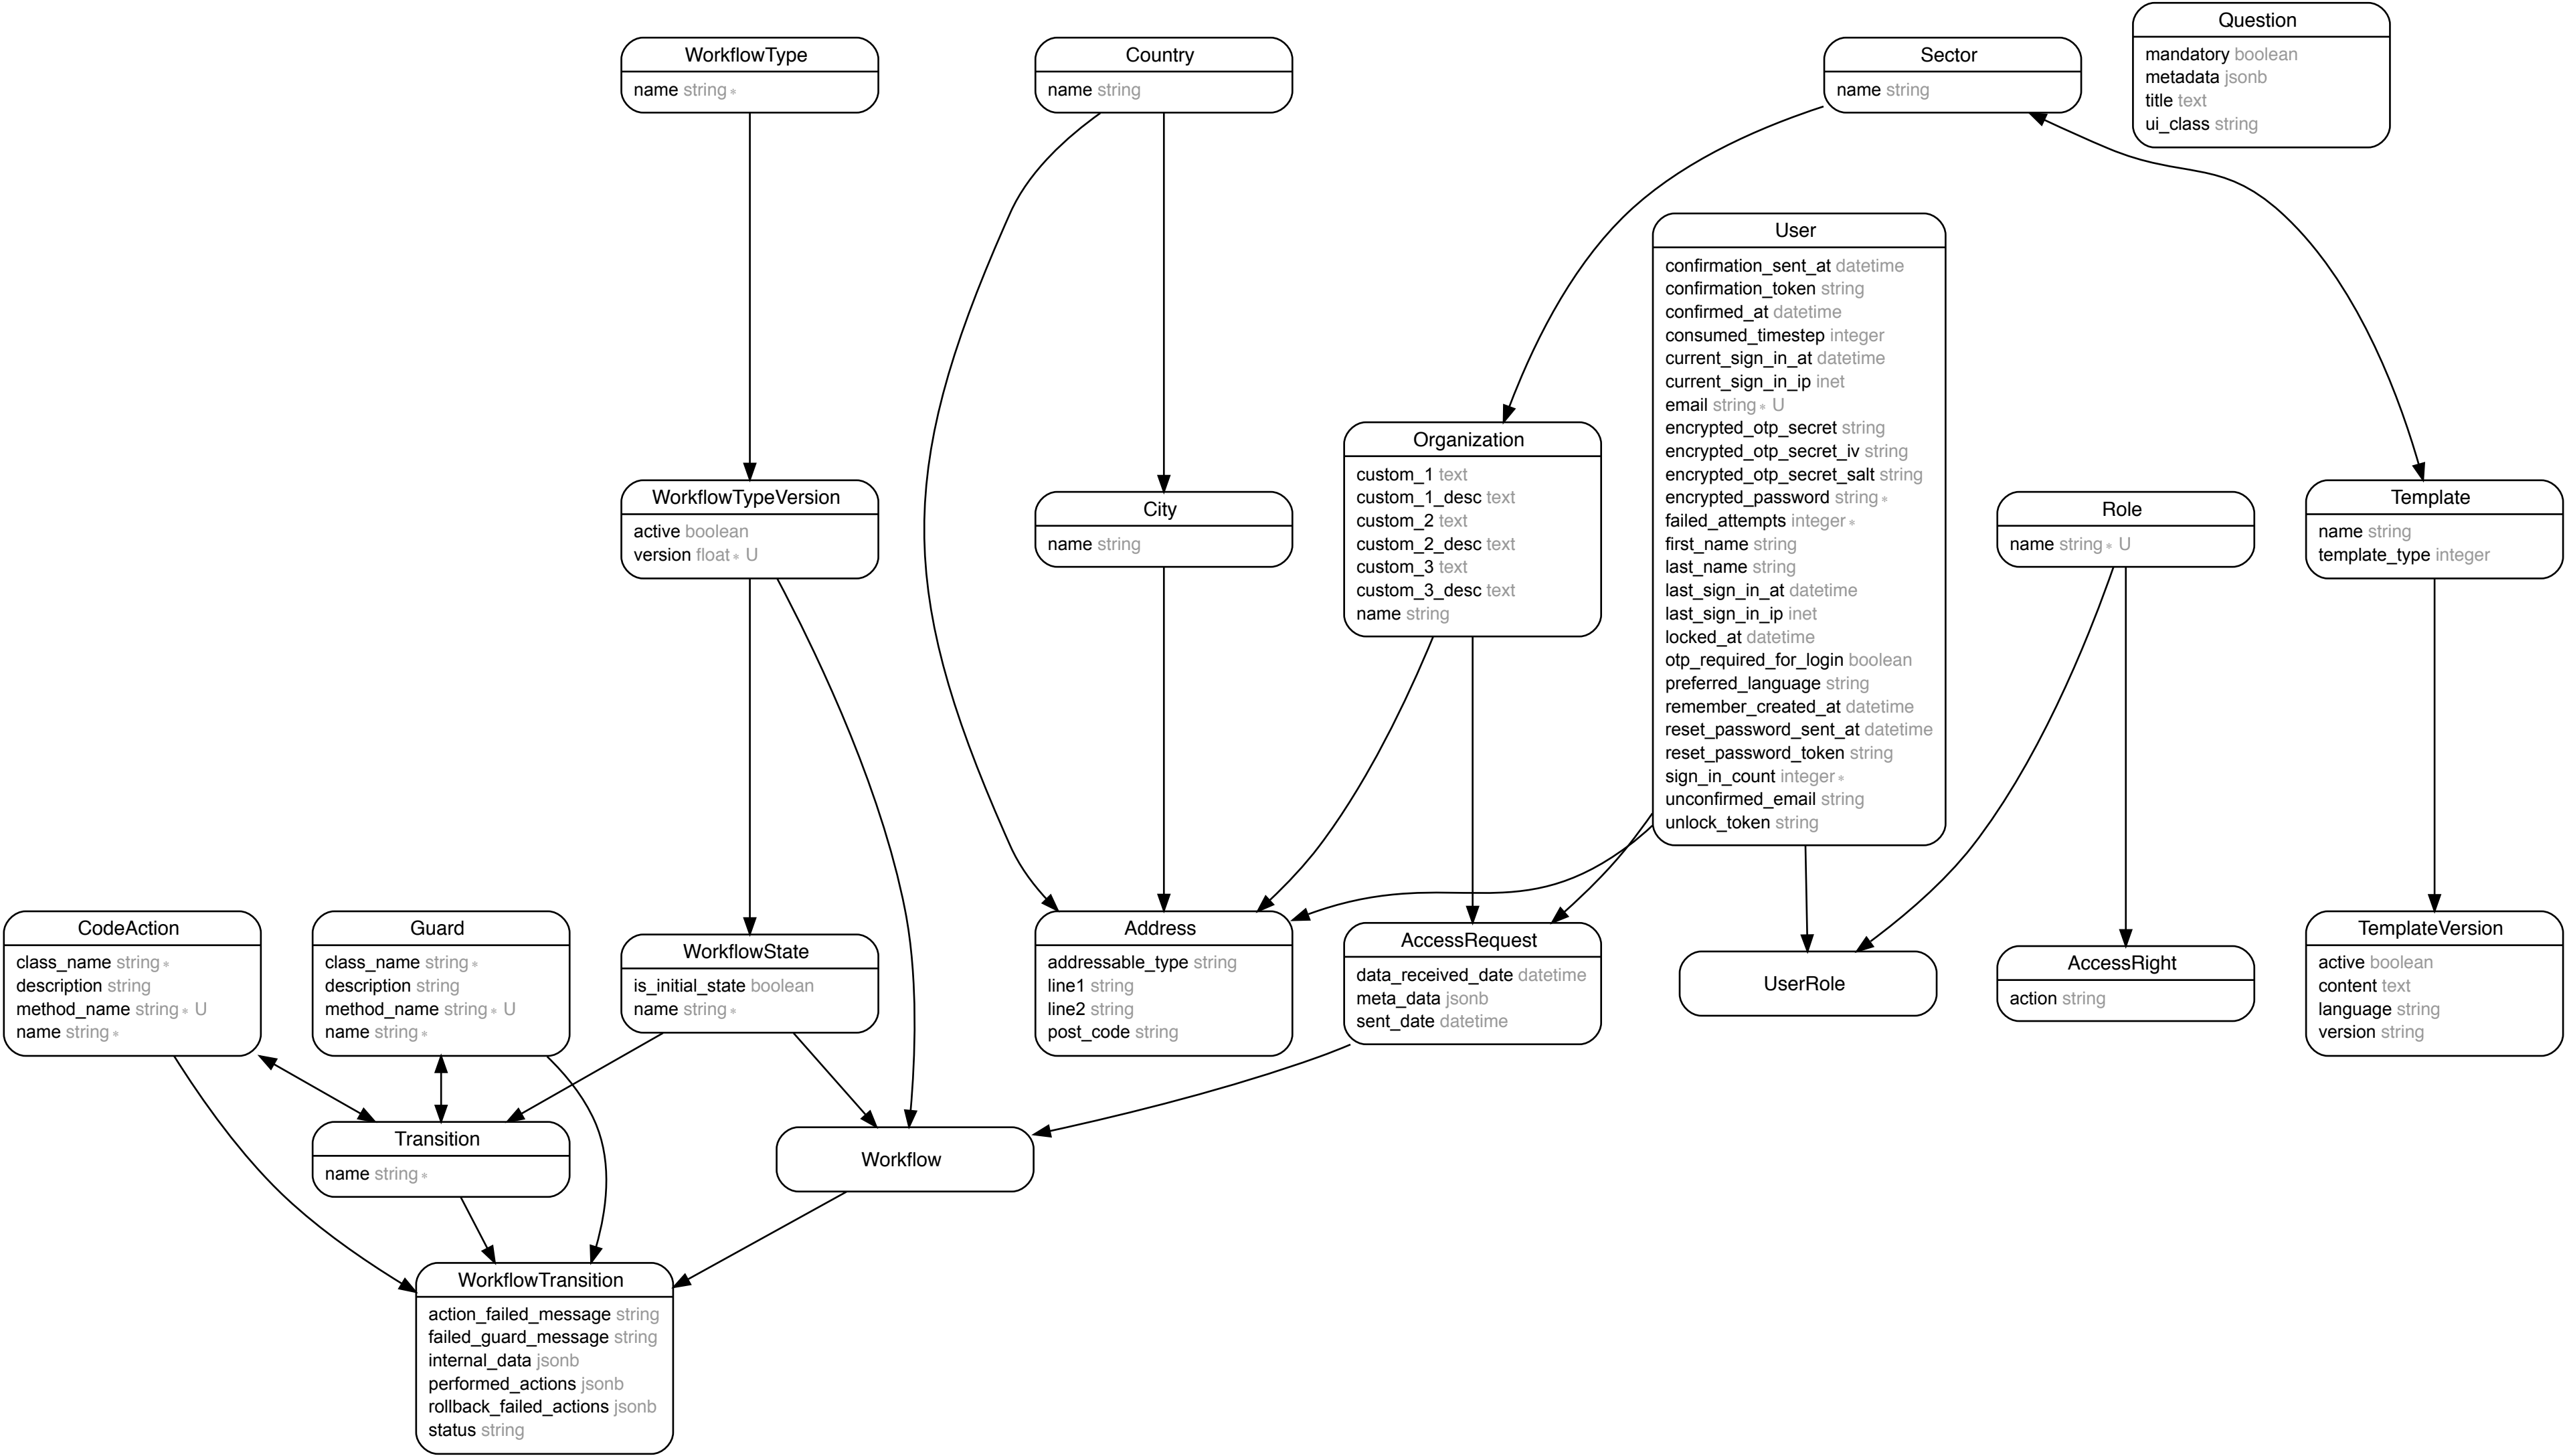 WorkflowType
name string *
Country
name string
Sector
name string
Question
mandatory boolean
metadata jsonb
title text
ui_class string
User
confirmation_sent_at datetime
confirmation_token string
confirmed_at datetime
consumed_timestep integer
current_sign_in_at datetime
current_sign_in_ip inet
email string * U
encrypted_otp_secret string
encrypted_otp_secret_iv string
encrypted_otp_secret_salt string
encrypted_password string *
failed_attempts integer *
first_name string
last_name string
last_sign_in_at datetime
last_sign_in_ip inet
locked_at datetime
otp_required_for_login boolean
preferred_language string
remember_created_at datetime
reset_password_sent_at datetime
reset_password_token string
sign_in_count integer *
unconfirmed_email string
unlock_token string
WorkflowTypeVersion
active boolean
version float * U
City
name string
Organization
custom_1 text
custom_1_desc text
custom_2 text
custom_2_desc text
custom_3 text
custom_3_desc text
name string
Role
name string * U
Template
name string
template_type integer
CodeAction
class_name string *
description string
method_name string * U
name string *
Guard
class_name string *
description string
method_name string * U
name string *
WorkflowState
is_initial_state boolean
name string *
Address
addressable_type string
line1 string
line2 string
post_code string
AccessRequest
data_received_date datetime
meta_data jsonb
sent_date datetime
UserRole
AccessRight
action string
TemplateVersion
active boolean
content text
language string
version string
Transition
name string *
Workflow
WorkflowTransition
action_failed_message string
failed_guard_message string
internal_data jsonb
performed_actions jsonb
rollback_failed_actions jsonb
status string